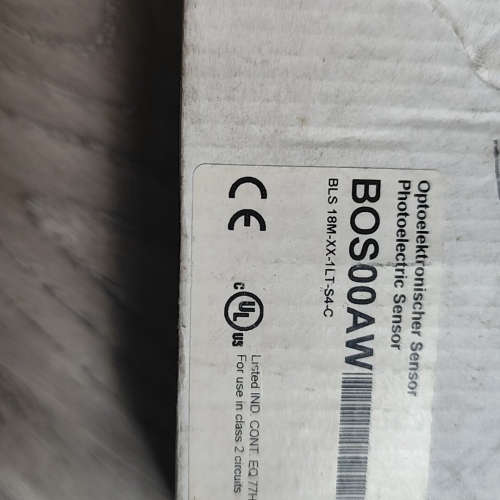 Optoelektronischer Sensor
Photoelectric Sensor
BOS00AW
BLS 18M-XX-1LT-S4-C
CE
c UL us
Listed IND. CONT. EQ 77H
For use in class 2 circuits